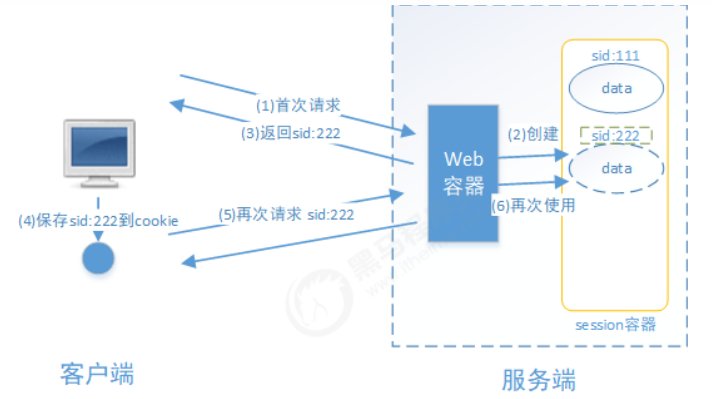 sid:111
data
(1)首次请求
(2)创建
sid:222
(3)返回sid:222
Web
容器
data
(4)保存sid:222到cookie
(5)再次请求 sid:222
(6)再次使用
session容器
客户端
服务端